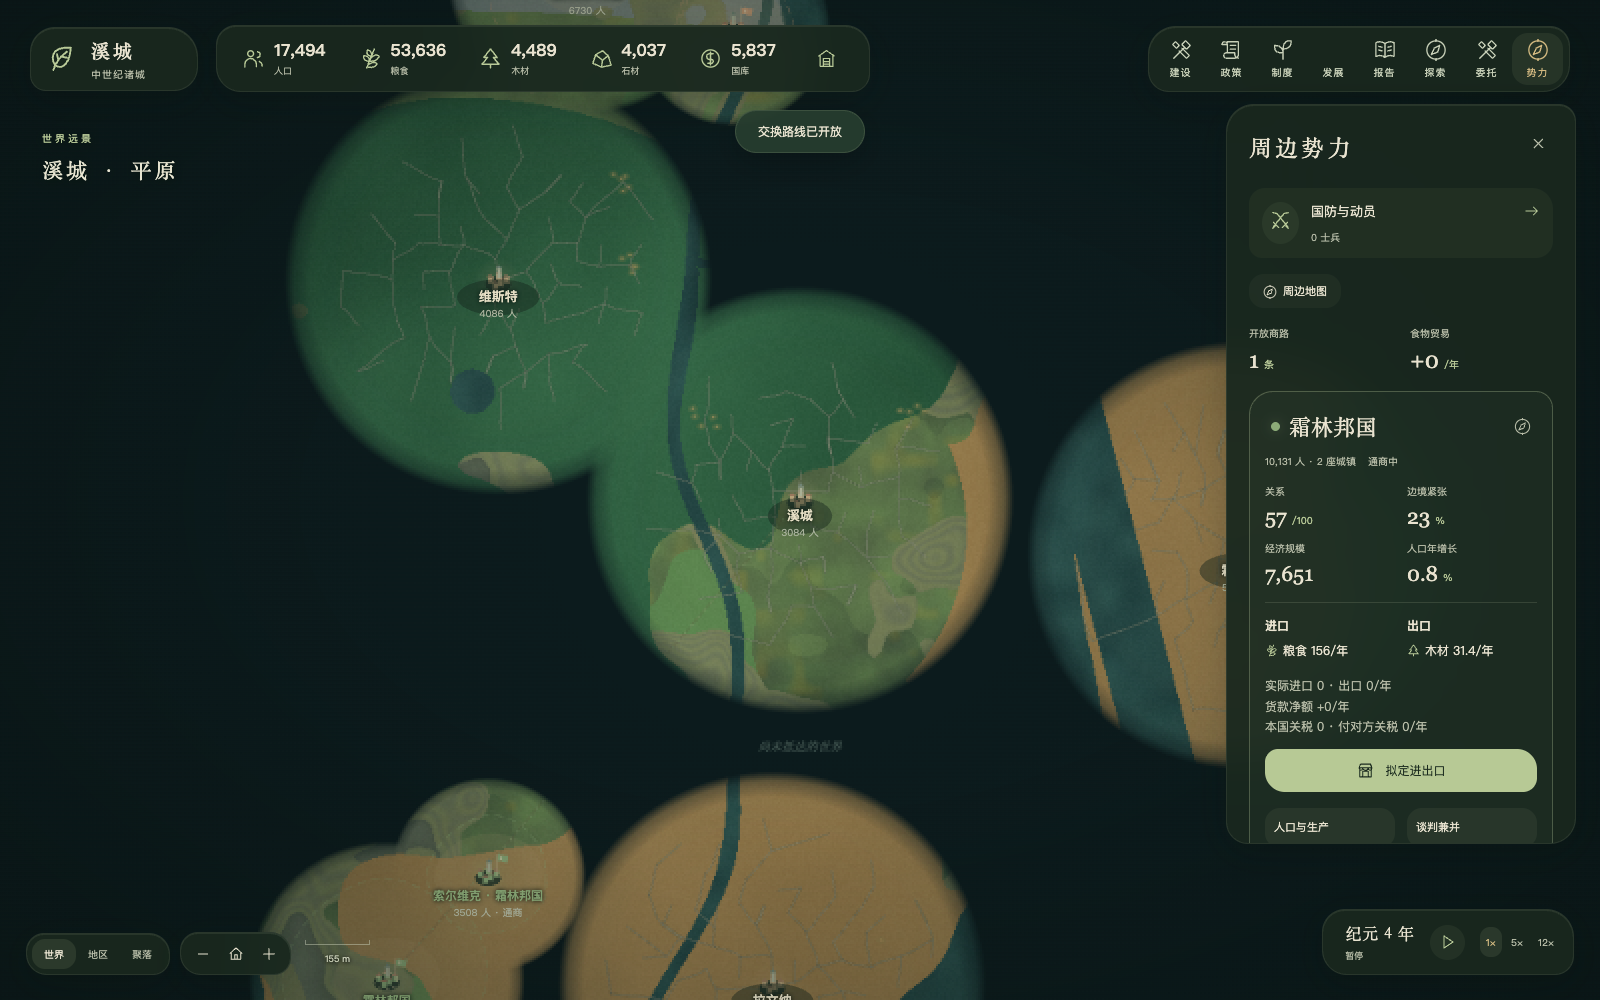 6730 人
溪城
中世纪诸城
17,494
人口
53,636
粮食
4,489
木材
4,037
石材
5,837
国库
建设
政策
制度
发展
报告
探索
委托
势力
世界远景
溪城 · 平原
交换路线已开放
周边势力
国防与动员
0 士兵
周边地图
开放商路
食物贸易
1 条
+0 /年
霜林邦国
10,131 人 · 2 座城镇 通商中
关系
边境紧张
57 /100
23 %
经济规模
人口年增长
7,651
0.8 %
进口
出口
粮食 156/年
木材 31.4/年
实际进口 0 · 出口 0/年
货款净额 +0/年
本国关税 0 · 付对方关税 0/年
拟定进出口
人口与生产
谈判兼并
维斯特
4086 人
溪城
3084 人
尚未抵达的世界
索尔维克 · 霜林邦国
3508 人 · 通商
霜林邦国
拉文纳
世界
地区
聚落
155 m
纪元 4 年
暂停
1×
5×
12×